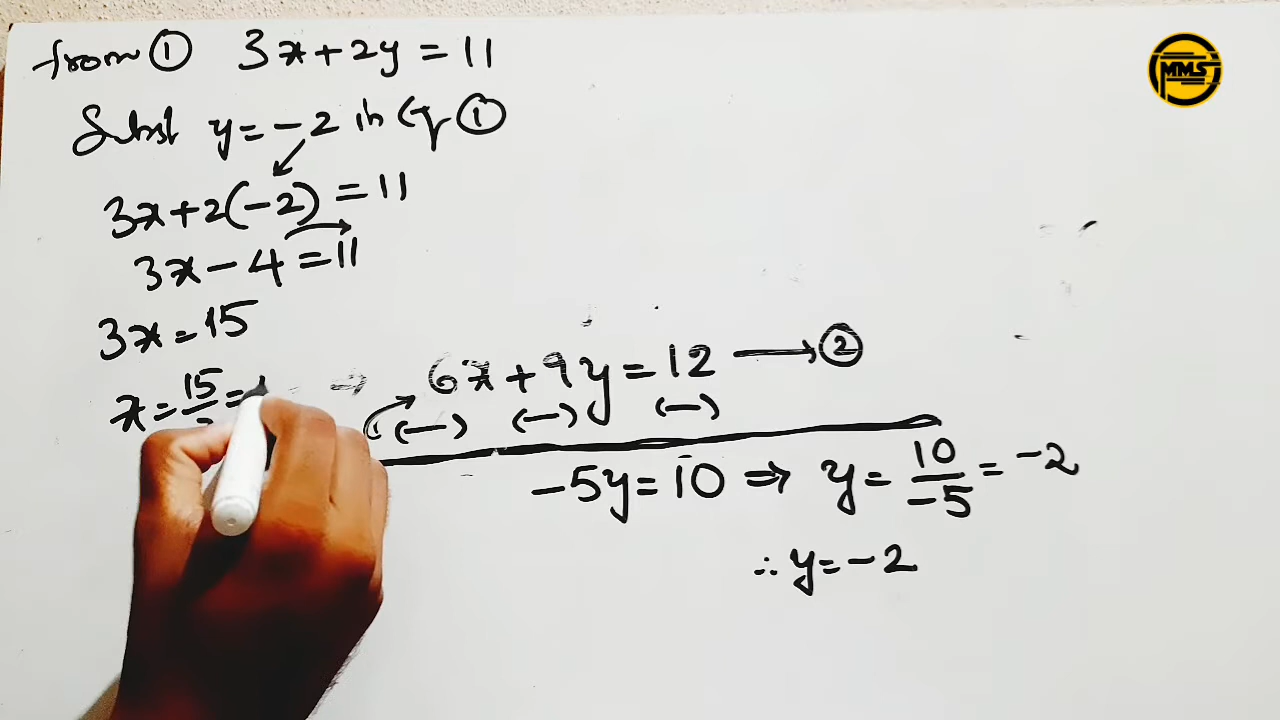 from ① 3x+2y=11
MMS
Subst y=-2 in Eq ①
3x+2(-2)=11
3x-4=11
3x=15
x=15/
=
⇒ 6x+9y=12 → ②
(-) (-) (-)
-5y=10 ⇒ y=10/-5=-2
∴ y=-2